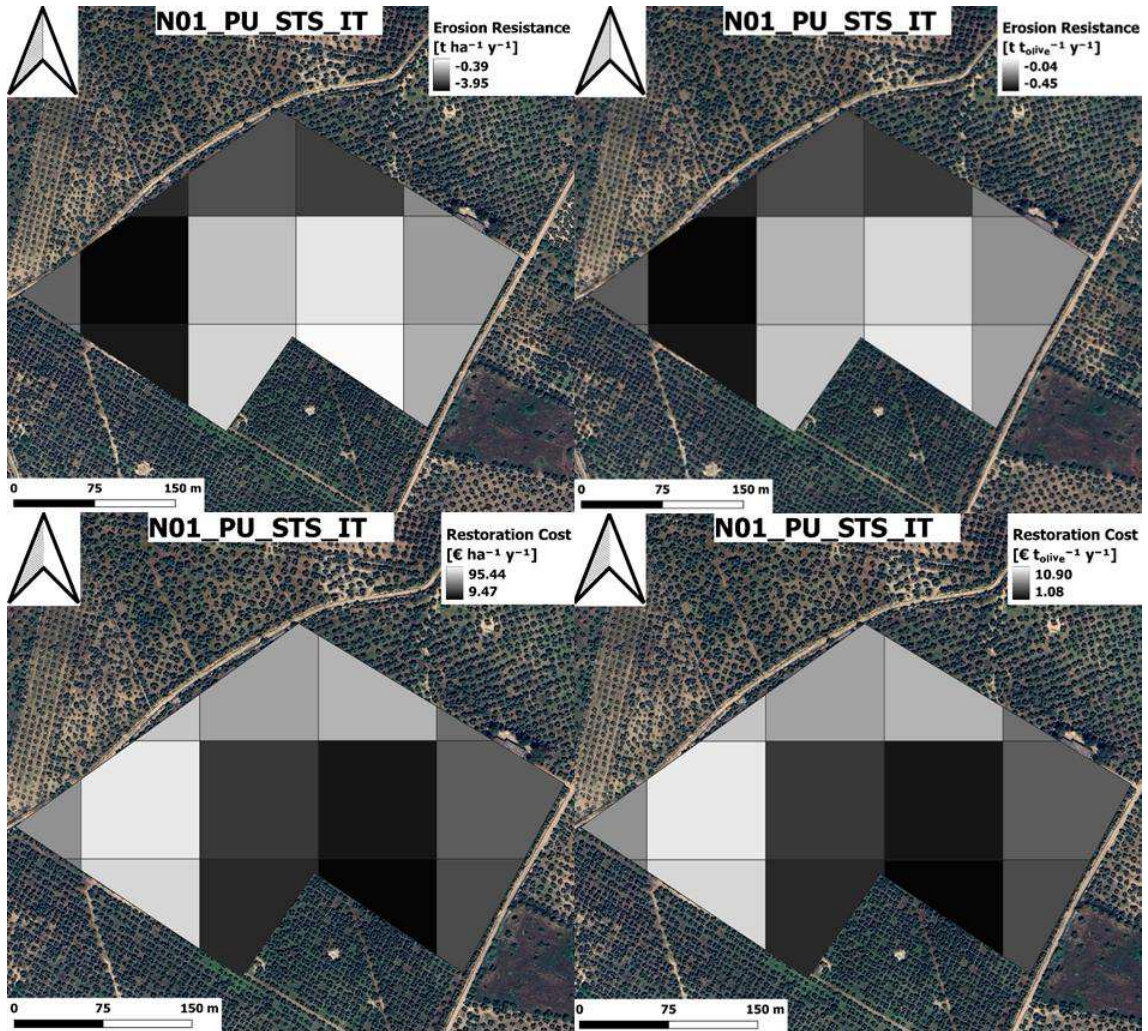 N01_PU_STS_IT
Erosion Resistance
[t ha⁻¹ y⁻¹]
-0.39
-3.95
0 75 150 m
N01_PU_STS_IT
Erosion Resistance
[t tolive⁻¹ y⁻¹]
-0.04
-0.45
0 75 150 m
N01_PU_STS_IT
Restoration Cost
[€ ha⁻¹ y⁻¹]
95.44
9.47
0 75 150 m
N01_PU_STS_IT
Restoration Cost
[€ tolive⁻¹ y⁻¹]
10.90
1.08
0 75 150 m